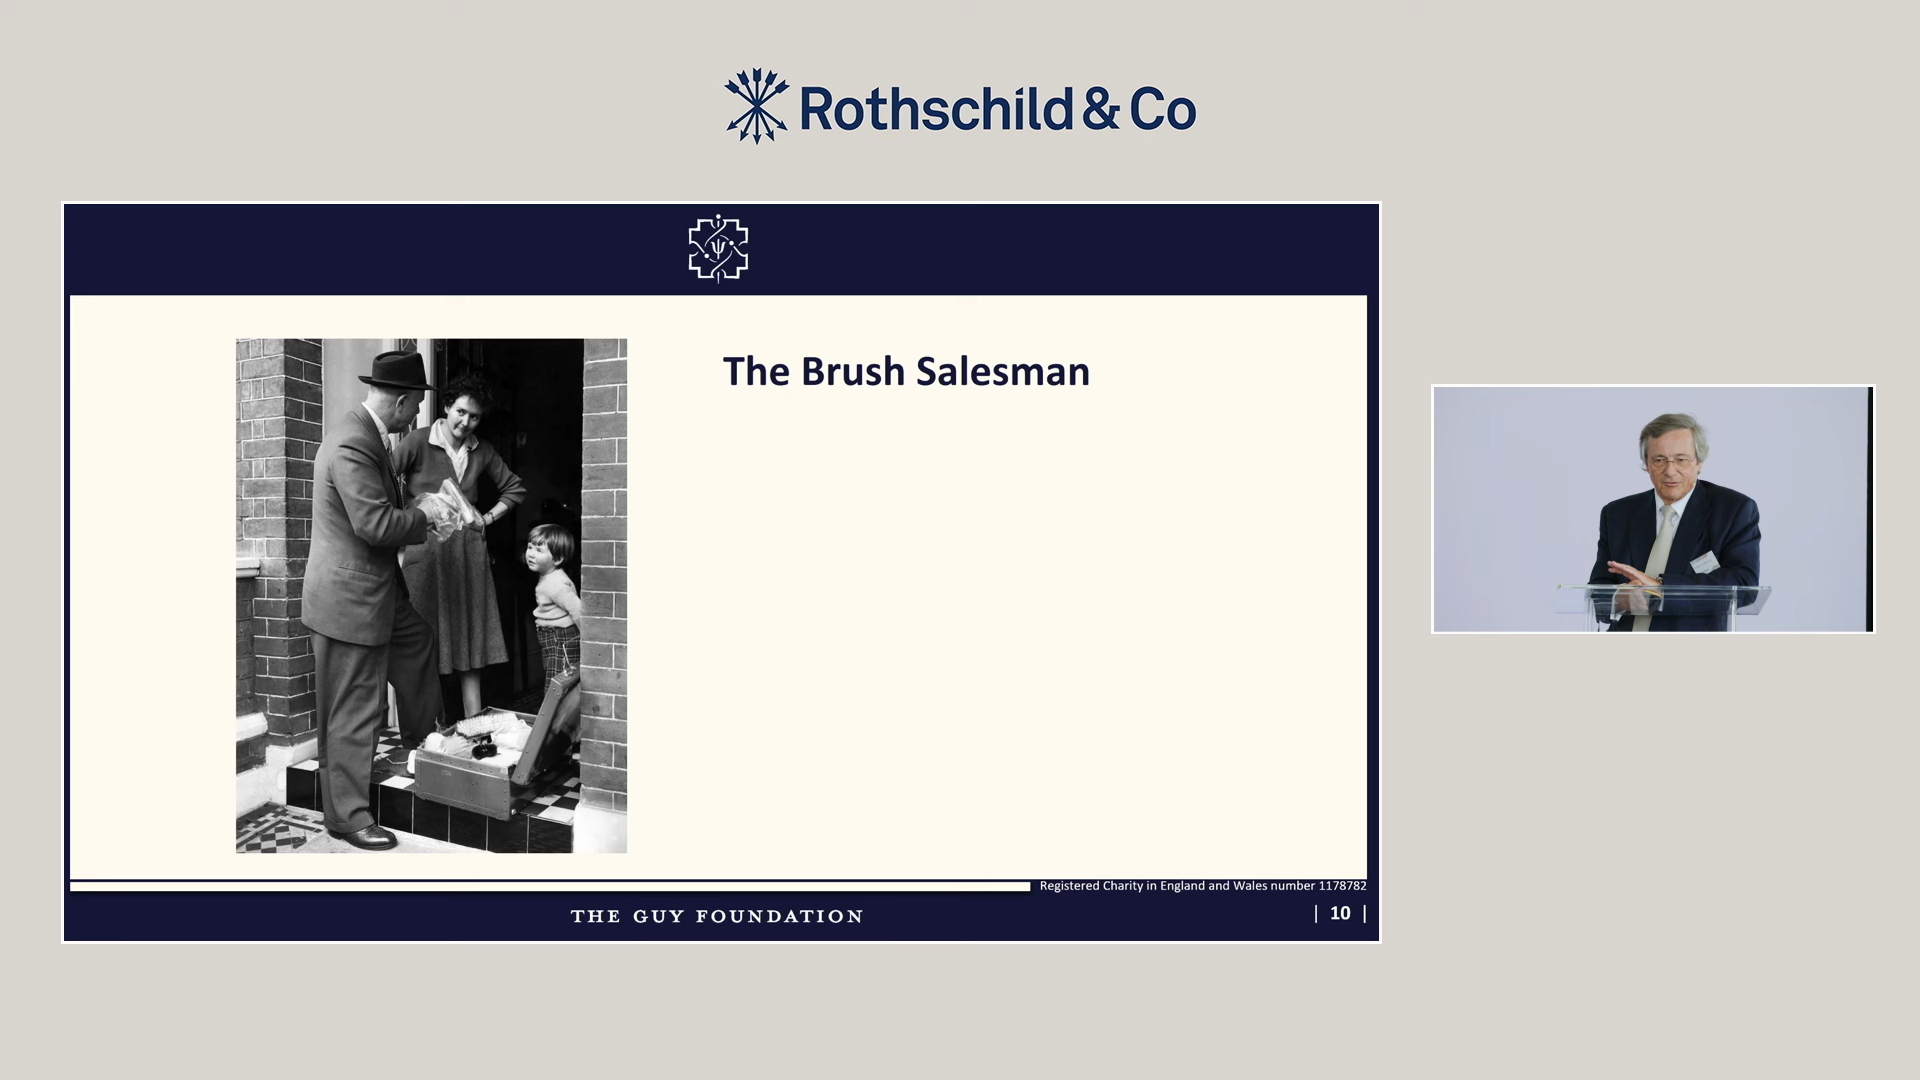 Rothschild & Co
The Brush Salesman
Registered Charity in England and Wales number 1178782
THE GUY FOUNDATION
| 10 |